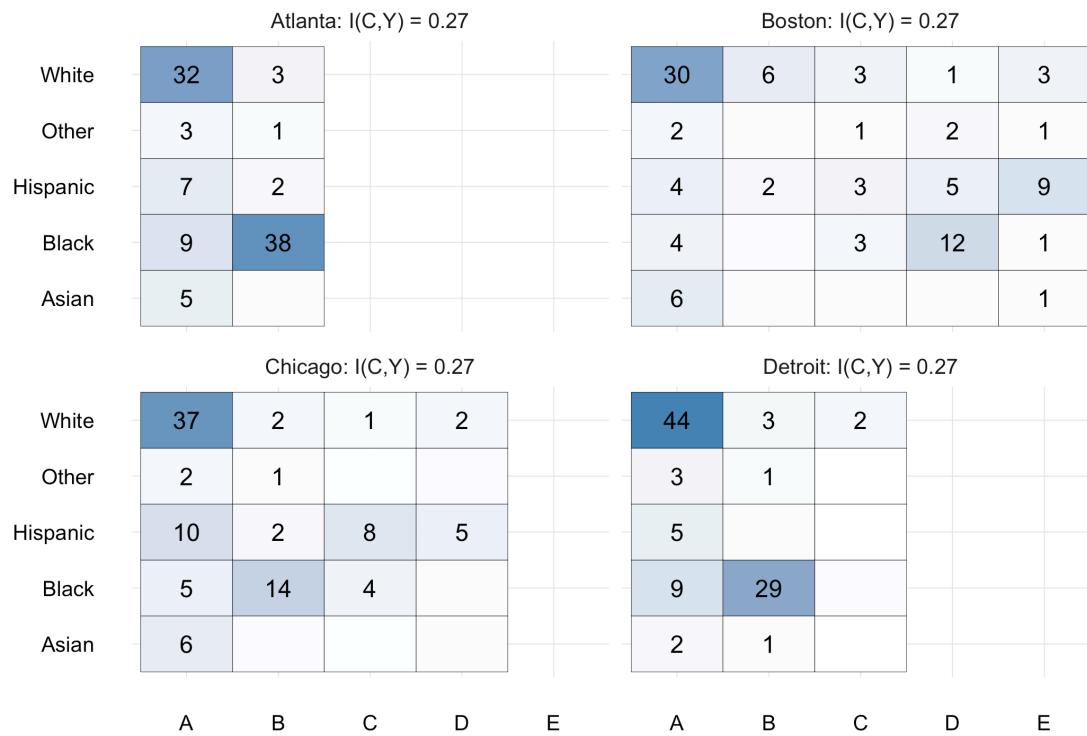 Atlanta: I(C,Y) = 0.27 Boston: I(C,Y) = 0.27
White 32 3 30 6 3 1 3
Other 3 1 2 1 2 1
Hispanic 7 2 4 2 3 5 9
Black 9 38 4 3 12 1
Asian 5 6 1
Chicago: I(C,Y) = 0.27 Detroit: I(C,Y) = 0.27
White 37 2 1 2 44 3 2
Other 2 1 3 1
Hispanic 10 2 8 5 5
Black 5 14 4 9 29
Asian 6 2 1
A B C D E A B C D E